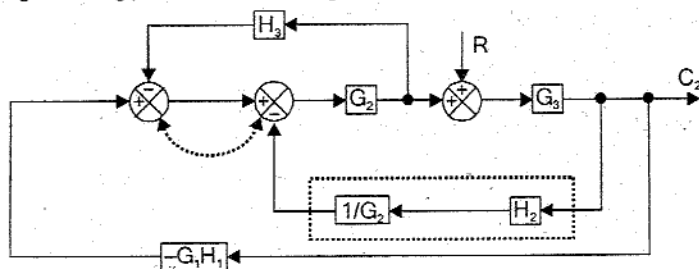 H₃
R
C₂
− + + − G₂ + + G₃
1/G₂ H₂
−G₁H₁